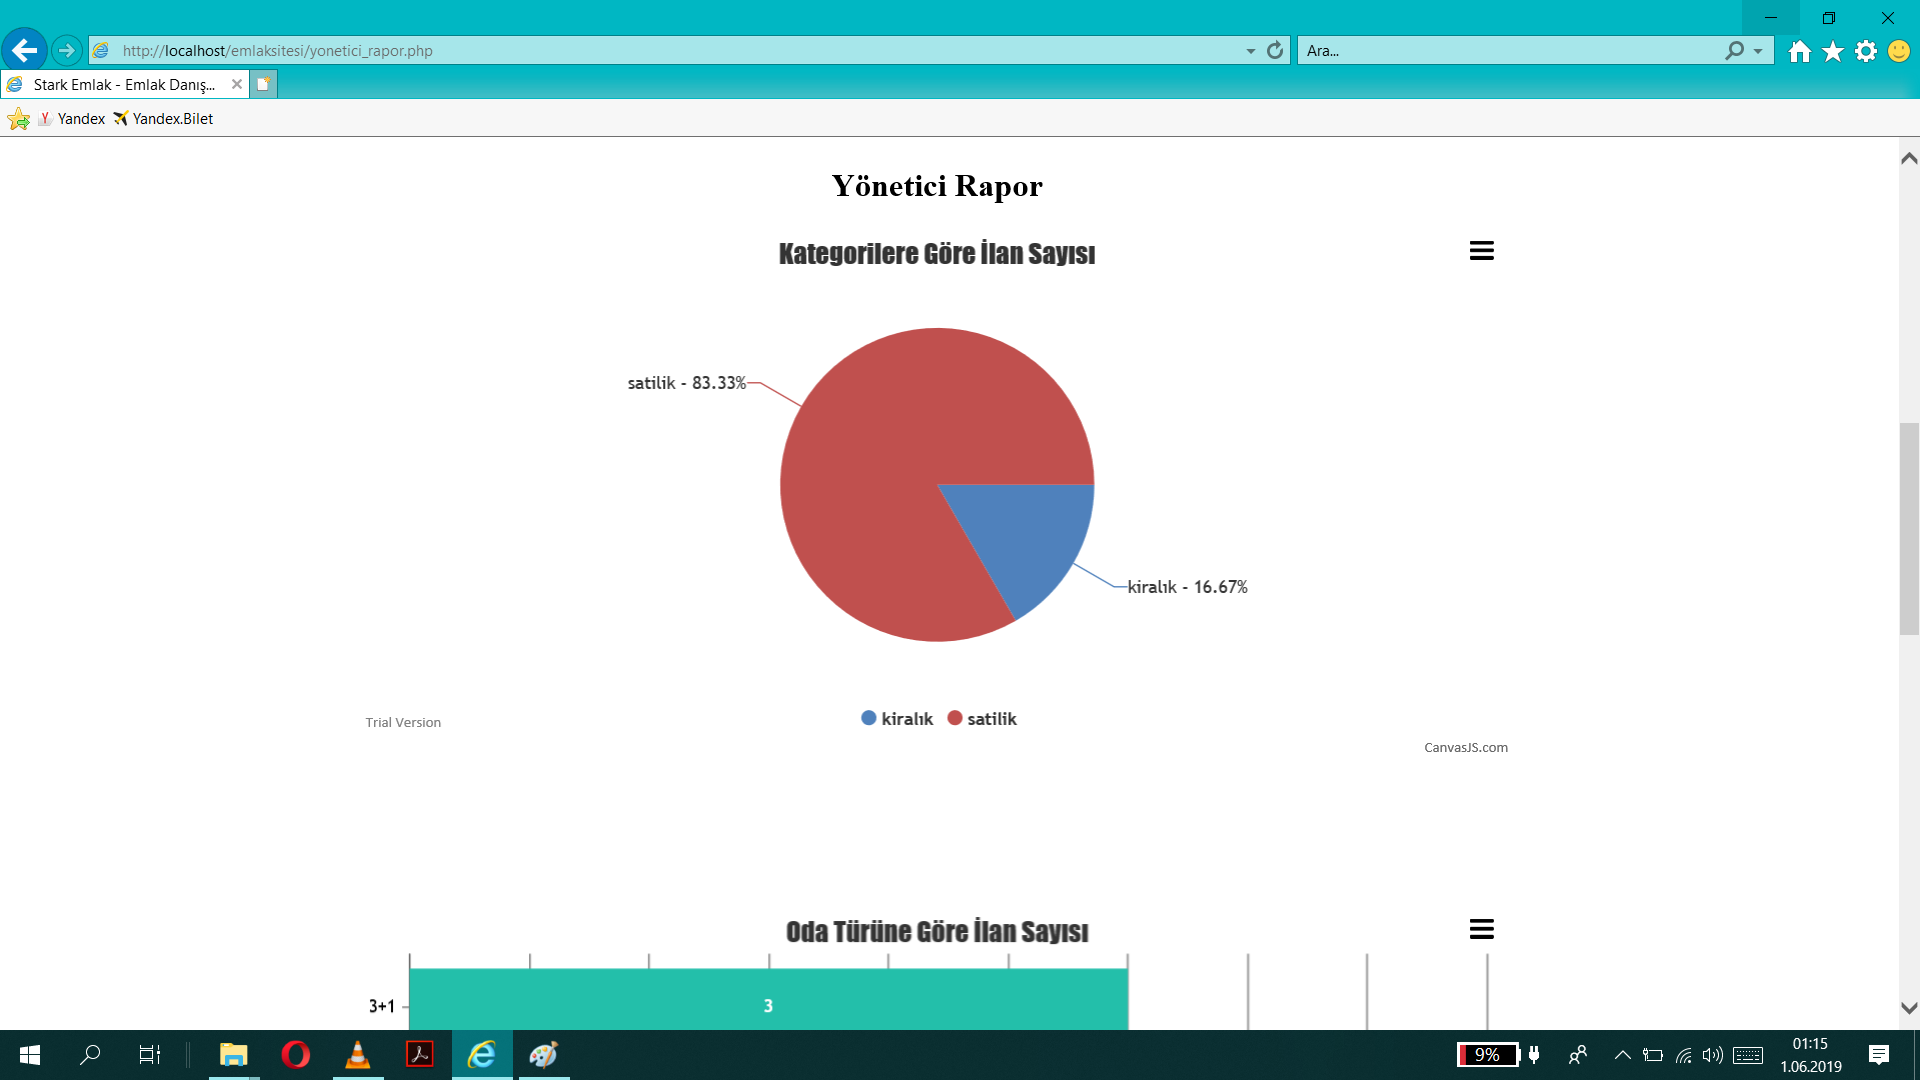 http://localhost/emlaksitesi/yonetici_rapor.php
Ara...
Stark Emlak - Emlak Danış...
Yandex
Yandex.Bilet
Yönetici Rapor
Kategorilere Göre İlan Sayısı
satilik - 83.33%
kiralık - 16.67%
kiralık
satilik
Trial Version
CanvasJS.com
Oda Türüne Göre İlan Sayısı
3+1
3
9%
01:15
1.06.2019